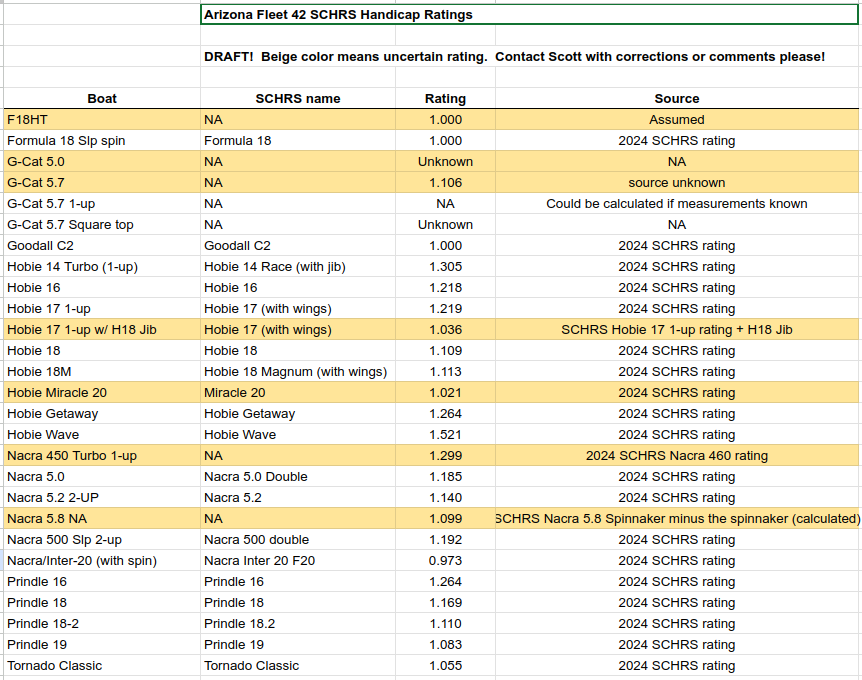 Arizona Fleet 42 SCHRS Handicap Ratings
DRAFT!  Beige color means uncertain rating.  Contact Scott with corrections or comments please!
Boat SCHRS name Rating Source
F18HT NA 1.000 Assumed
Formula 18 Slp spin Formula 18 1.000 2024 SCHRS rating
G-Cat 5.0 NA Unknown NA
G-Cat 5.7 NA 1.106 source unknown
G-Cat 5.7 1-up NA NA Could be calculated if measurements known
G-Cat 5.7 Square top NA Unknown NA
Goodall C2 Goodall C2 1.000 2024 SCHRS rating
Hobie 14 Turbo (1-up) Hobie 14 Race (with jib) 1.305 2024 SCHRS rating
Hobie 16 Hobie 16 1.218 2024 SCHRS rating
Hobie 17 1-up Hobie 17 (with wings) 1.219 2024 SCHRS rating
Hobie 17 1-up w/ H18 Jib Hobie 17 (with wings) 1.036 SCHRS Hobie 17 1-up rating + H18 Jib
Hobie 18 Hobie 18 1.109 2024 SCHRS rating
Hobie 18M Hobie 18 Magnum (with wings) 1.113 2024 SCHRS rating
Hobie Miracle 20 Miracle 20 1.021 2024 SCHRS rating
Hobie Getaway Hobie Getaway 1.264 2024 SCHRS rating
Hobie Wave Hobie Wave 1.521 2024 SCHRS rating
Nacra 450 Turbo 1-up NA 1.299 2024 SCHRS Nacra 460 rating
Nacra 5.0 Nacra 5.0 Double 1.185 2024 SCHRS rating
Nacra 5.2 2-UP Nacra 5.2 1.140 2024 SCHRS rating
Nacra 5.8 NA NA 1.099 SCHRS Nacra 5.8 Spinnaker minus the spinnaker (calculated)
Nacra 500 Slp 2-up Nacra 500 double 1.192 2024 SCHRS rating
Nacra/Inter-20 (with spin) Nacra Inter 20 F20 0.973 2024 SCHRS rating
Prindle 16 Prindle 16 1.264 2024 SCHRS rating
Prindle 18 Prindle 18 1.169 2024 SCHRS rating
Prindle 18-2 Prindle 18.2 1.110 2024 SCHRS rating
Prindle 19 Prindle 19 1.083 2024 SCHRS rating
Tornado Classic Tornado Classic 1.055 2024 SCHRS rating